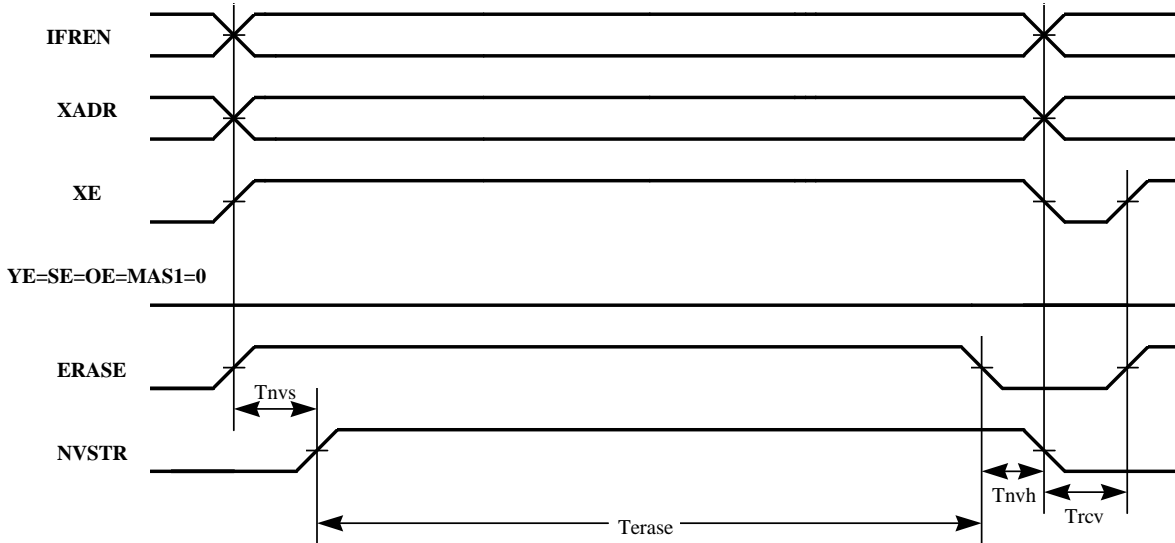 IFREN
XADR
XE
YE=SE=OE=MAS1=0
ERASE
Tnvs
NVSTR
Tnvh
Trcv
Terase